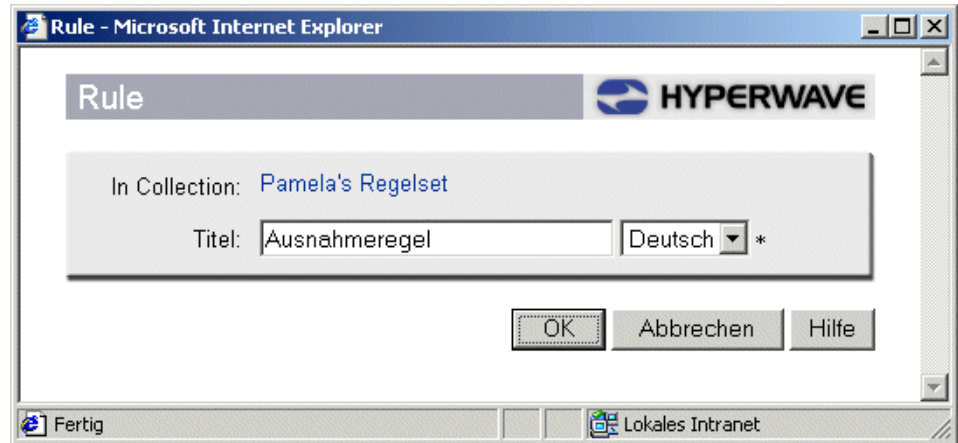 Rule - Microsoft Internet Explorer
Rule HYPERWAVE
In Collection: Pamela's Regelset
Titel: Ausnahmeregel Deutsch *
OK Abbrechen Hilfe
Fertig Lokales Intranet